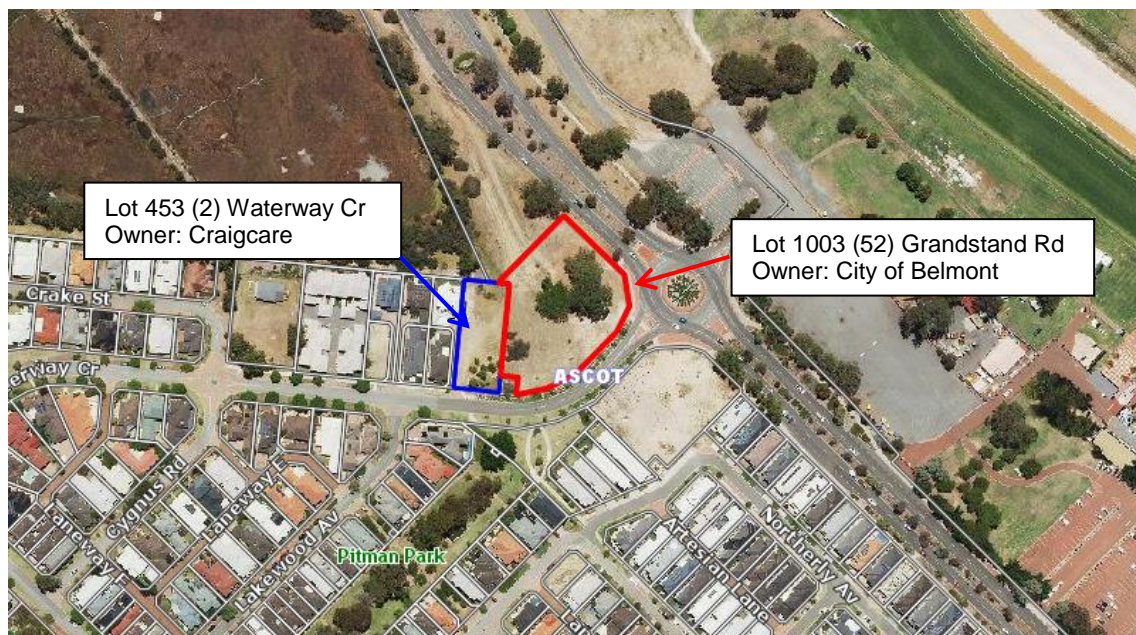 Lot 453 (2) Waterway Cr
Owner: Craigcare
Lot 1003 (52) Grandstand Rd
Owner: City of Belmont
Crake St
erway Cr
ASCOT
Cygnus Rd
Laneway E
Laneway F
Lakewood Av
Pitman Park
Artesian Lane
Northerly Av